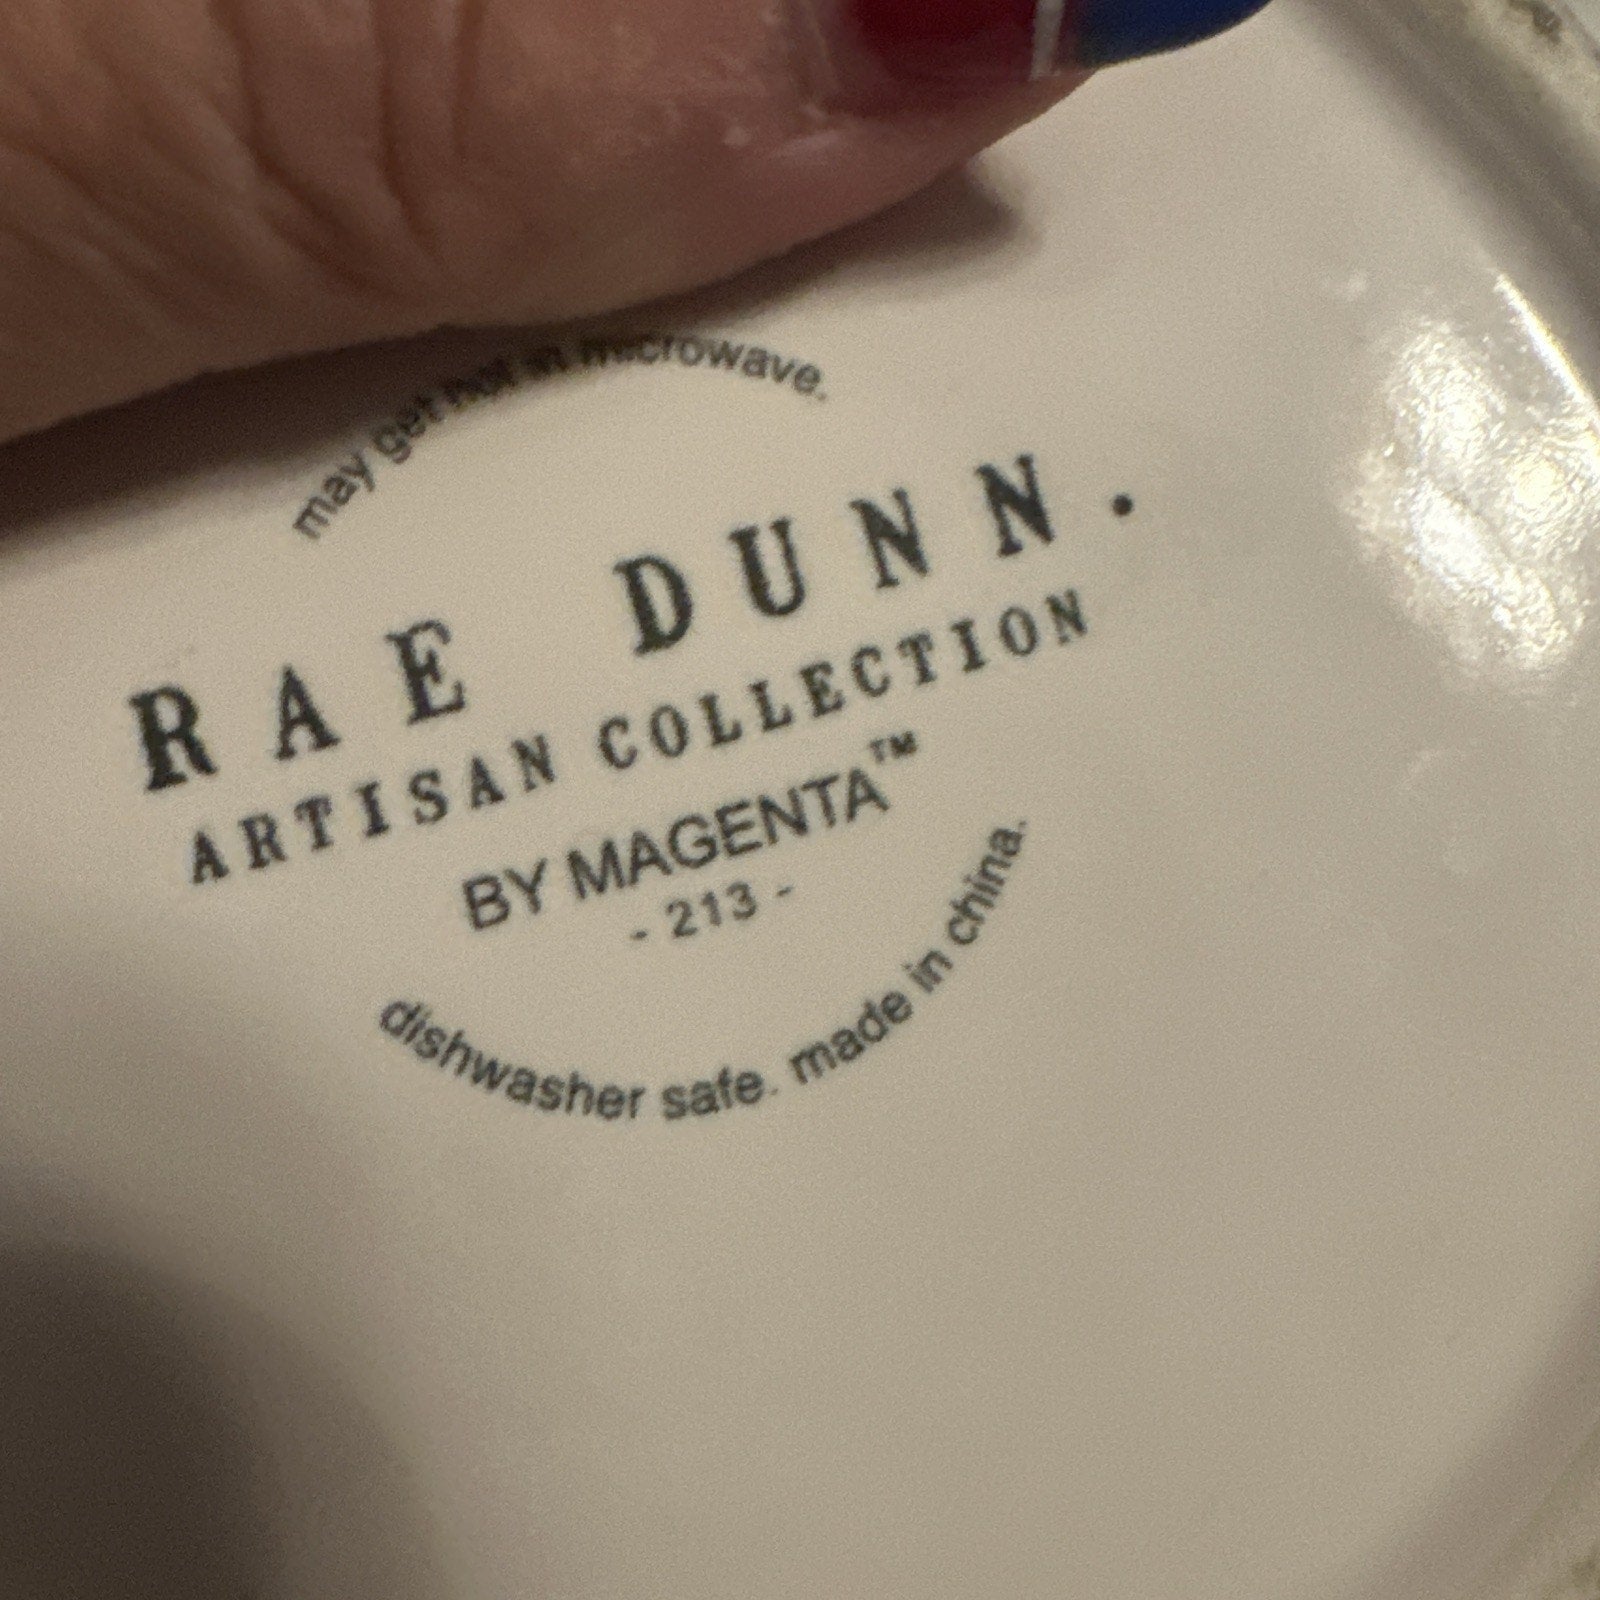 may get hot in microwave.
RAE DUNN.
ARTISAN COLLECTION
BY MAGENTA™
- 213 -
dishwasher safe. made in china.